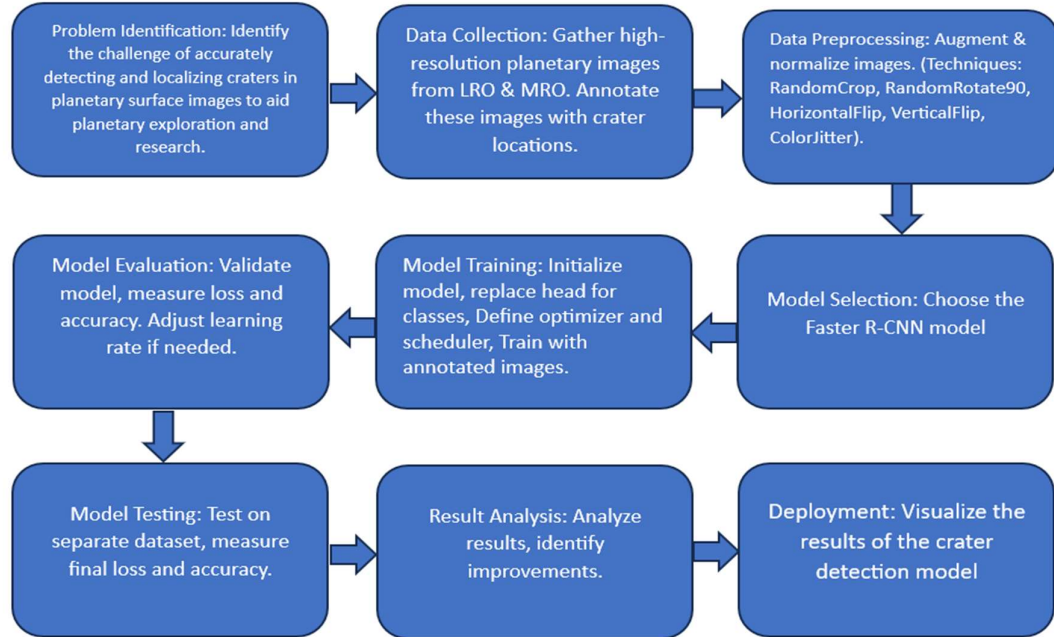 Problem Identification: Identify
the challenge of accurately
detecting and localizing craters in
planetary surface images to aid
planetary exploration and
research.
Data Collection: Gather high-
resolution planetary images
from LRO & MRO. Annotate
these images with crater
locations.
Data Preprocessing: Augment &
normalize images. (Techniques:
RandomCrop, RandomRotate90,
HorizontalFlip, VerticalFlip,
ColorJitter).
Model Selection: Choose the
Faster R-CNN model
Model Training: Initialize
model, replace head for
classes, Define optimizer and
scheduler, Train with
annotated images.
Model Evaluation: Validate
model, measure loss and
accuracy. Adjust learning
rate if needed.
Model Testing: Test on
separate dataset, measure
final loss and accuracy.
Result Analysis: Analyze
results, identify
improvements.
Deployment: Visualize the
results of the crater
detection model